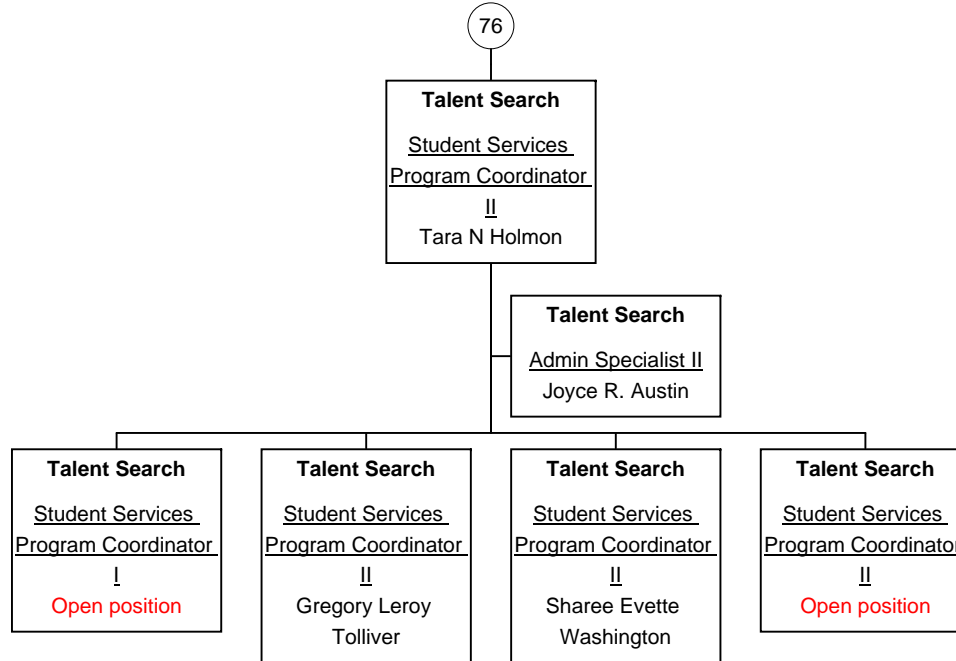 76
Talent Search
Student Services
Program Coordinator
II
Tara N Holmon
Talent Search
Admin Specialist II
Joyce R. Austin
Talent Search
Student Services
Program Coordinator
I
Open position
Talent Search
Student Services
Program Coordinator
II
Gregory Leroy
Tolliver
Talent Search
Student Services
Program Coordinator
II
Sharee Evette
Washington
Talent Search
Student Services
Program Coordinator
II
Open position